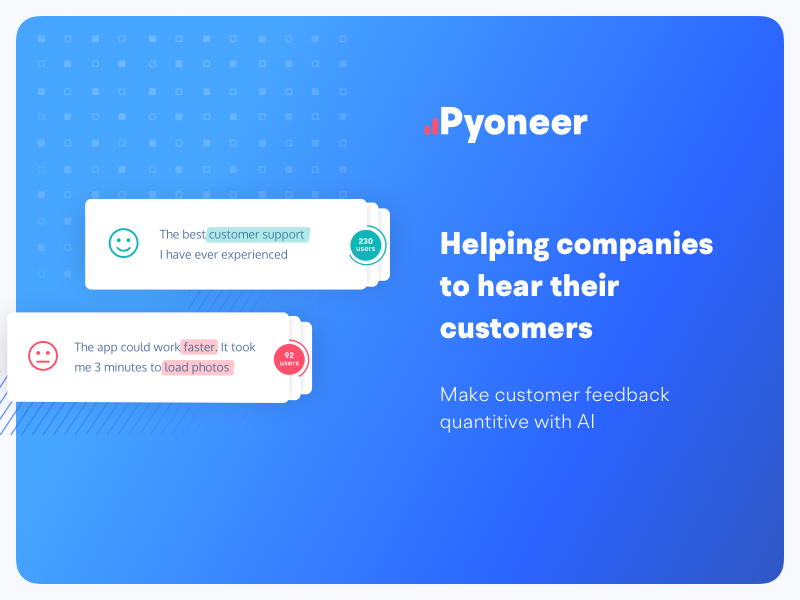 Pyoneer
The best customer support
I have ever experienced
230
users
The app could work faster. It took
me 3 minutes to load photos
92
users
Helping companies
to hear their
customers
Make customer feedback
quantitive with AI